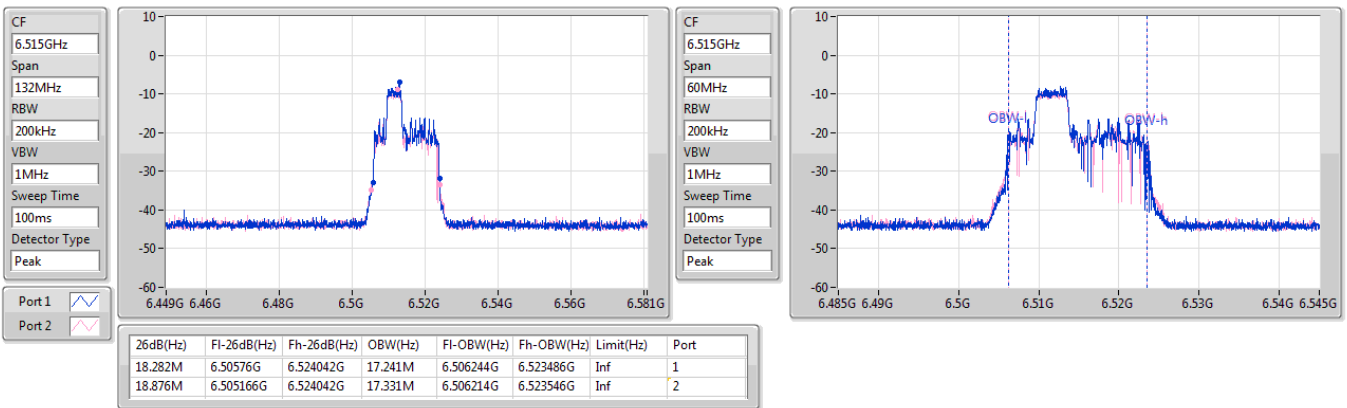 CF
6.515GHz
Span
132MHz
RBW
200kHz
VBW
1MHz
Sweep Time
100ms
Detector Type
Peak
Port 1
Port 2
10
0
-10
-20
-30
-40
-50
-60
6.449G 6.46G 6.48G 6.5G 6.52G 6.54G 6.56G 6.581G
CF
6.515GHz
Span
60MHz
RBW
200kHz
VBW
1MHz
Sweep Time
100ms
Detector Type
Peak
10
0
-10
-20
-30
-40
-50
-60
OBW-l OBW-h
6.485G 6.49G 6.5G 6.51G 6.52G 6.53G 6.54G 6.545G
26dB(Hz) Fl-26dB(Hz) Fh-26dB(Hz) OBW(Hz) Fl-OBW(Hz) Fh-OBW(Hz) Limit(Hz) Port
18.282M 6.50576G 6.524042G 17.241M 6.506244G 6.523486G Inf 1
18.876M 6.505166G 6.524042G 17.331M 6.506214G 6.523546G Inf 2